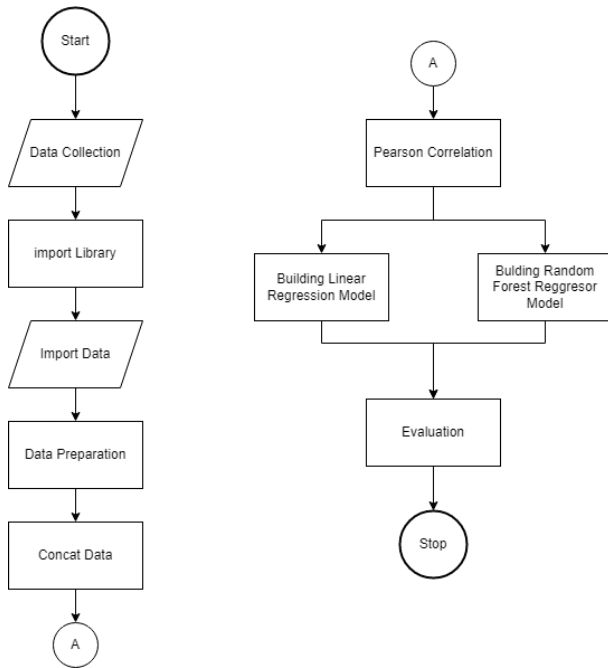 Start
Data Collection
import Library
Import Data
Data Preparation
Concat Data
A
A
Pearson Correlation
Building Linear
Regression Model
Bulding Random
Forest Reggresor
Model
Evaluation
Stop